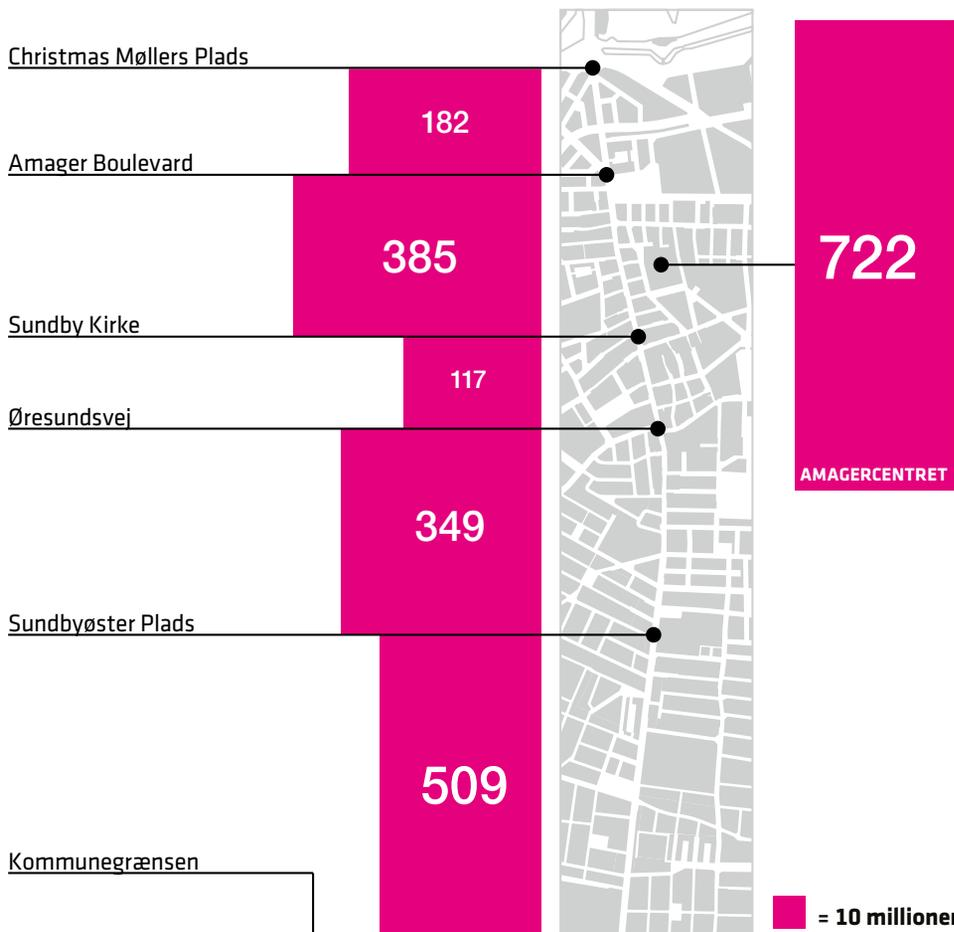 Christmas Møllers Plads
182
Amager Boulevard
385
722
Sundby Kirke
117
Øresundsvej
AMAGERCENTRET
349
Sundbyøster Plads
509
Kommunegrænsen
= 10 millioner